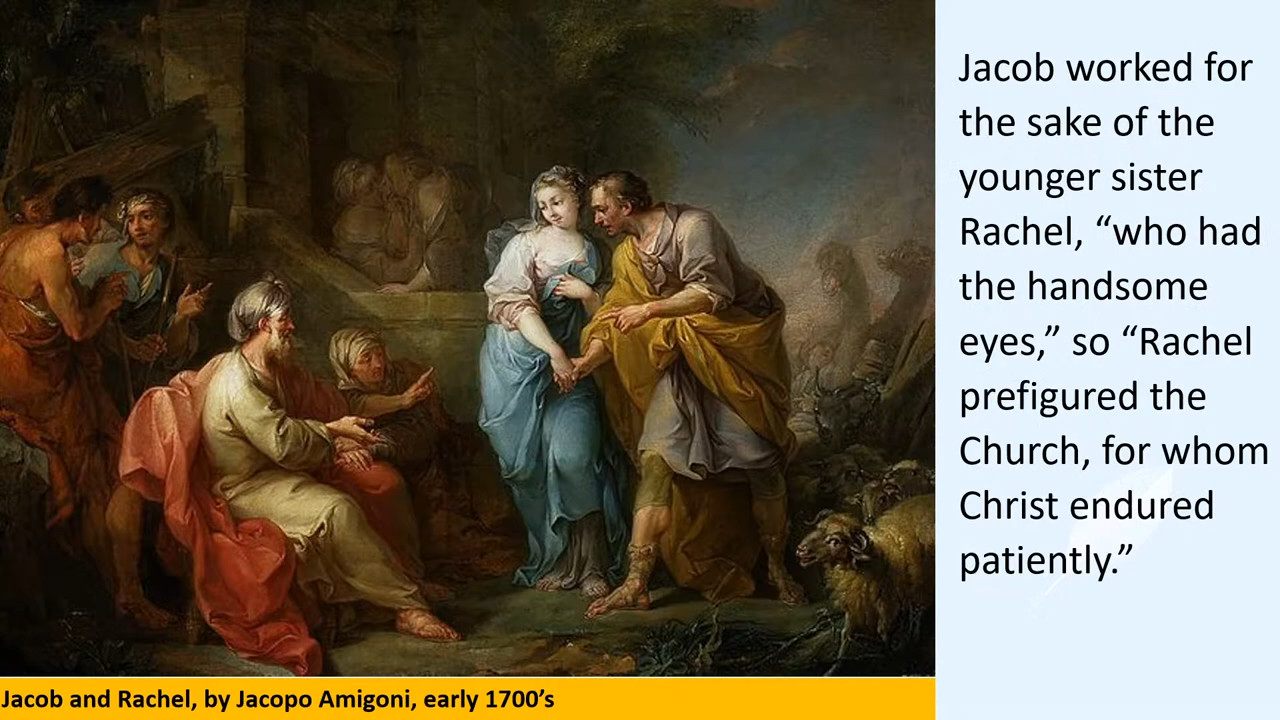 Jacob worked for
the sake of the
younger sister
Rachel, “who had
the handsome
eyes,” so “Rachel
prefigured the
Church, for whom
Christ endured
patiently.”
Jacob and Rachel, by Jacopo Amigoni, early 1700’s